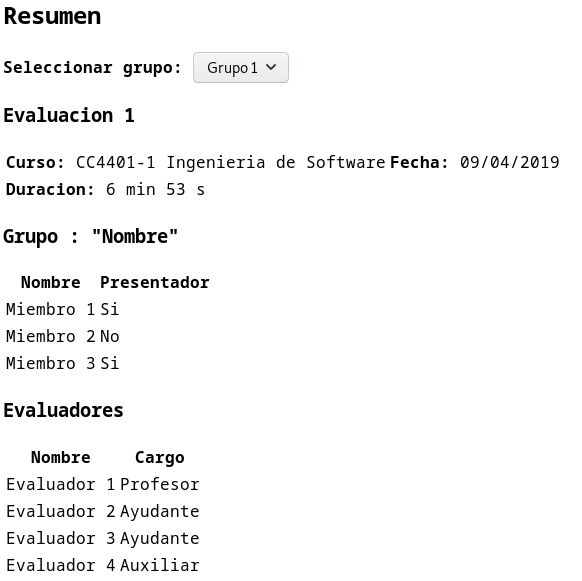 Resumen
Seleccionar grupo: Grupo 1
Evaluacion 1
Curso: CC4401-1 Ingenieria de Software Fecha: 09/04/2019
Duracion: 6 min 53 s
Grupo : "Nombre"
Nombre Presentador
Miembro 1 Si
Miembro 2 No
Miembro 3 Si
Evaluadores
Nombre Cargo
Evaluador 1 Profesor
Evaluador 2 Ayudante
Evaluador 3 Ayudante
Evaluador 4 Auxiliar